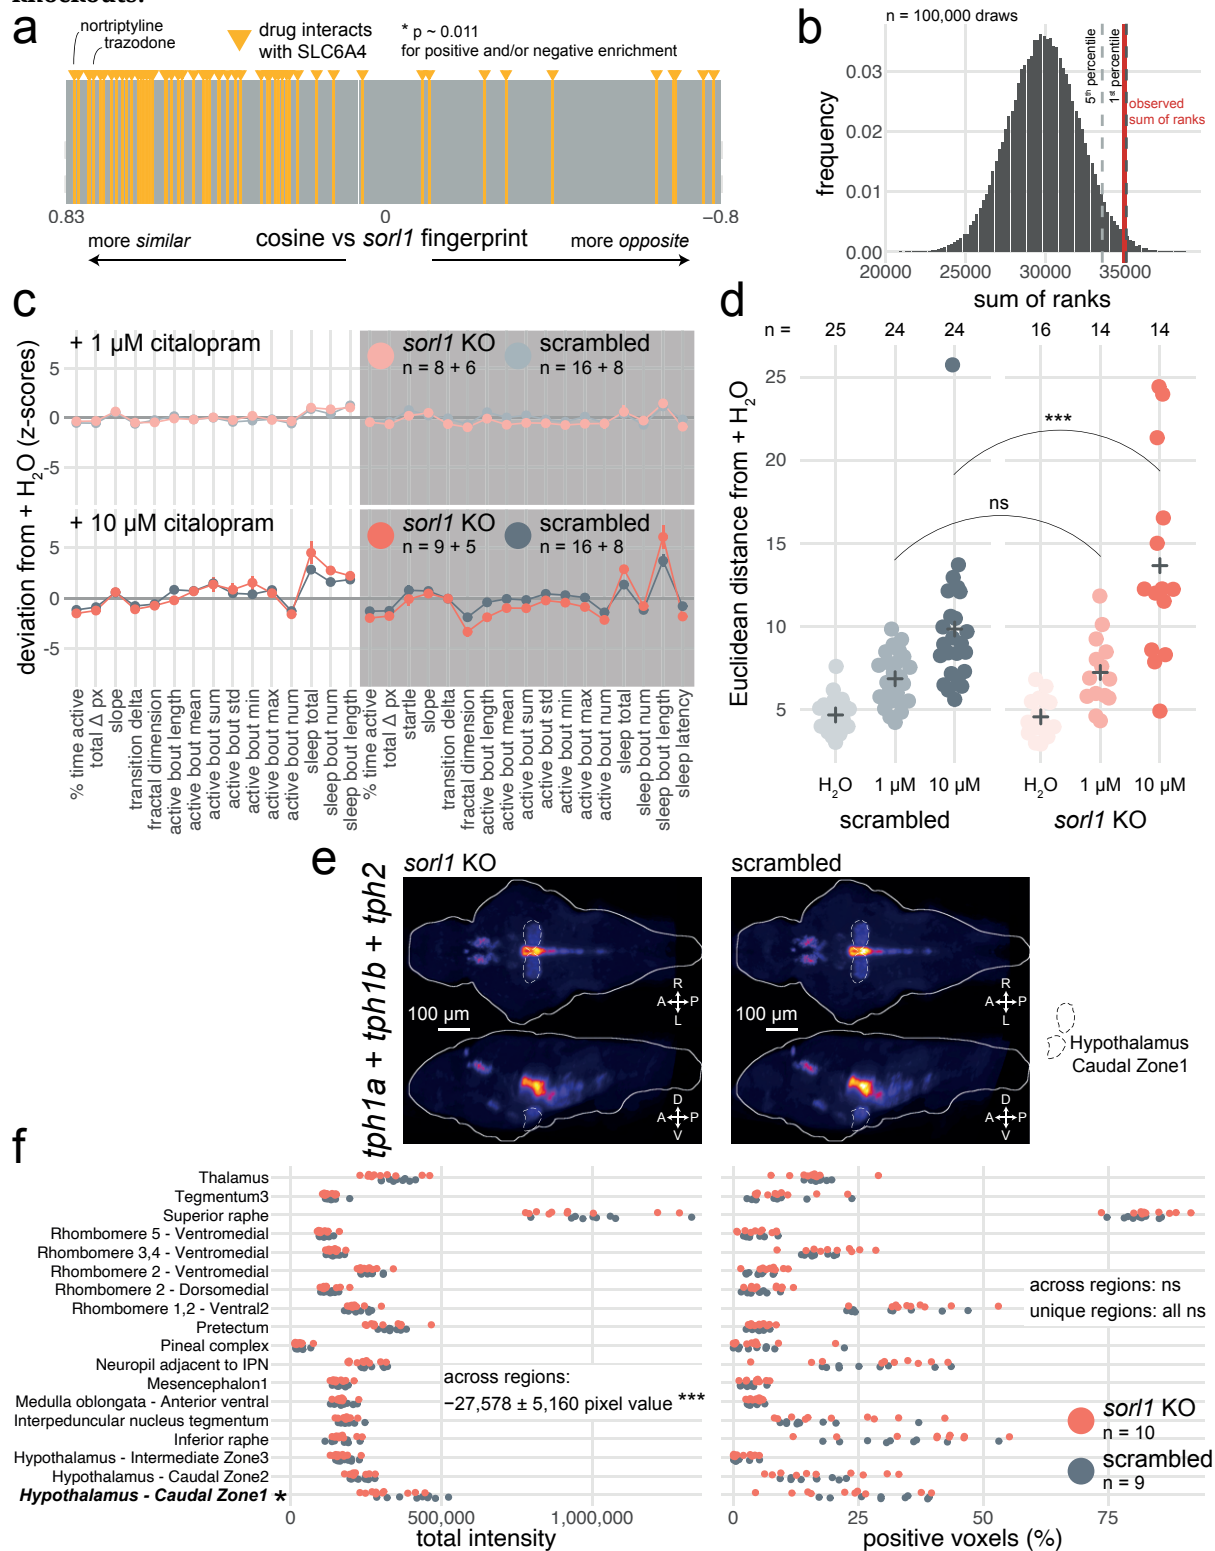 knockouts.
a
nortriptyline
trazodone
drug interacts
with SLC6A4
* p ~ 0.011
for positive and/or negative enrichment
0.83
0
−0.8
more similar
cosine vs sorl1 fingerprint
more opposite
b
n = 100,000 draws
frequency
0.03
0.02
0.01
0.00
5th percentile
1st percentile
observed
sum of ranks
20000
25000
30000
35000
sum of ranks
c
deviation from + H2O (z-scores)
+ 1 µM citalopram
sorl1 KO
n = 8 + 6
scrambled
n = 16 + 8
5
0
-5
+ 10 µM citalopram
sorl1 KO
n = 9 + 5
scrambled
n = 16 + 8
5
0
-5
% time active
total Δ px
slope
transition delta
fractal dimension
active bout length
active bout mean
active bout sum
active bout std
active bout min
active bout max
active bout num
sleep total
sleep bout num
sleep bout length
% time active
total Δ px
startle
slope
transition delta
fractal dimension
active bout length
active bout mean
active bout sum
active bout std
active bout min
active bout max
active bout num
sleep total
sleep bout num
sleep bout length
sleep latency
d
n =
25
24
24
16
14
14
Euclidean distance from + H2O
25
20
15
10
5
***
ns
H2O
1 µM
10 µM
H2O
1 µM
10 µM
scrambled
sorl1 KO
e
sorl1 KO
scrambled
tph1a + tph1b + tph2
R
A
P
L
100 µm
D
A
P
V
R
A
P
L
100 µm
D
A
P
V
Hypothalamus
Caudal Zone1
f
Thalamus
Tegmentum3
Superior raphe
Rhombomere 5 - Ventromedial
Rhombomere 3,4 - Ventromedial
Rhombomere 2 - Ventromedial
Rhombomere 2 - Dorsomedial
Rhombomere 1,2 - Ventral2
Pretectum
Pineal complex
Neuropil adjacent to IPN
Mesencephalon1
Medulla oblongata - Anterior ventral
Interpeduncular nucleus tegmentum
Inferior raphe
Hypothalamus - Intermediate Zone3
Hypothalamus - Caudal Zone2
Hypothalamus - Caudal Zone1 *
across regions:
−27,578 ± 5,160 pixel value ***
0
500,000
1,000,000
total intensity
across regions: ns
unique regions: all ns
sorl1 KO
n = 10
scrambled
n = 9
0
25
50
75
positive voxels (%)